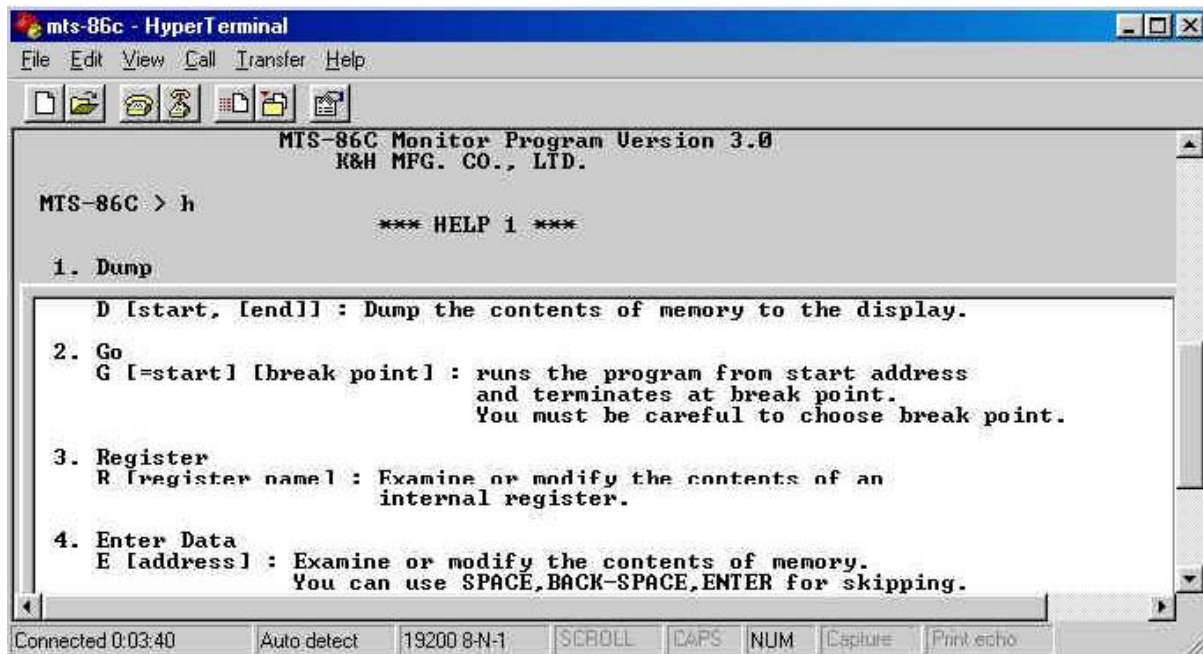 mts-86c - HyperTerminal
File Edit View Call Transfer Help
MTS-86C Monitor Program Version 3.0
K&H MFG. CO., LTD.
MTS-86C > h
*** HELP 1 ***
1. Dump
D [start, [end]] : Dump the contents of memory to the display.
2. Go
G [=start] [break point] : runs the program from start address
and terminates at break point.
You must be careful to choose break point.
3. Register
R [register name] : Examine or modify the contents of an
internal register.
4. Enter Data
E [address] : Examine or modify the contents of memory.
You can use SPACE,BACK-SPACE,ENTER for skipping.
Connected 0:03:40 Auto detect 19200 8-N-1 SCROLL CAPS NUM Capture Print echo